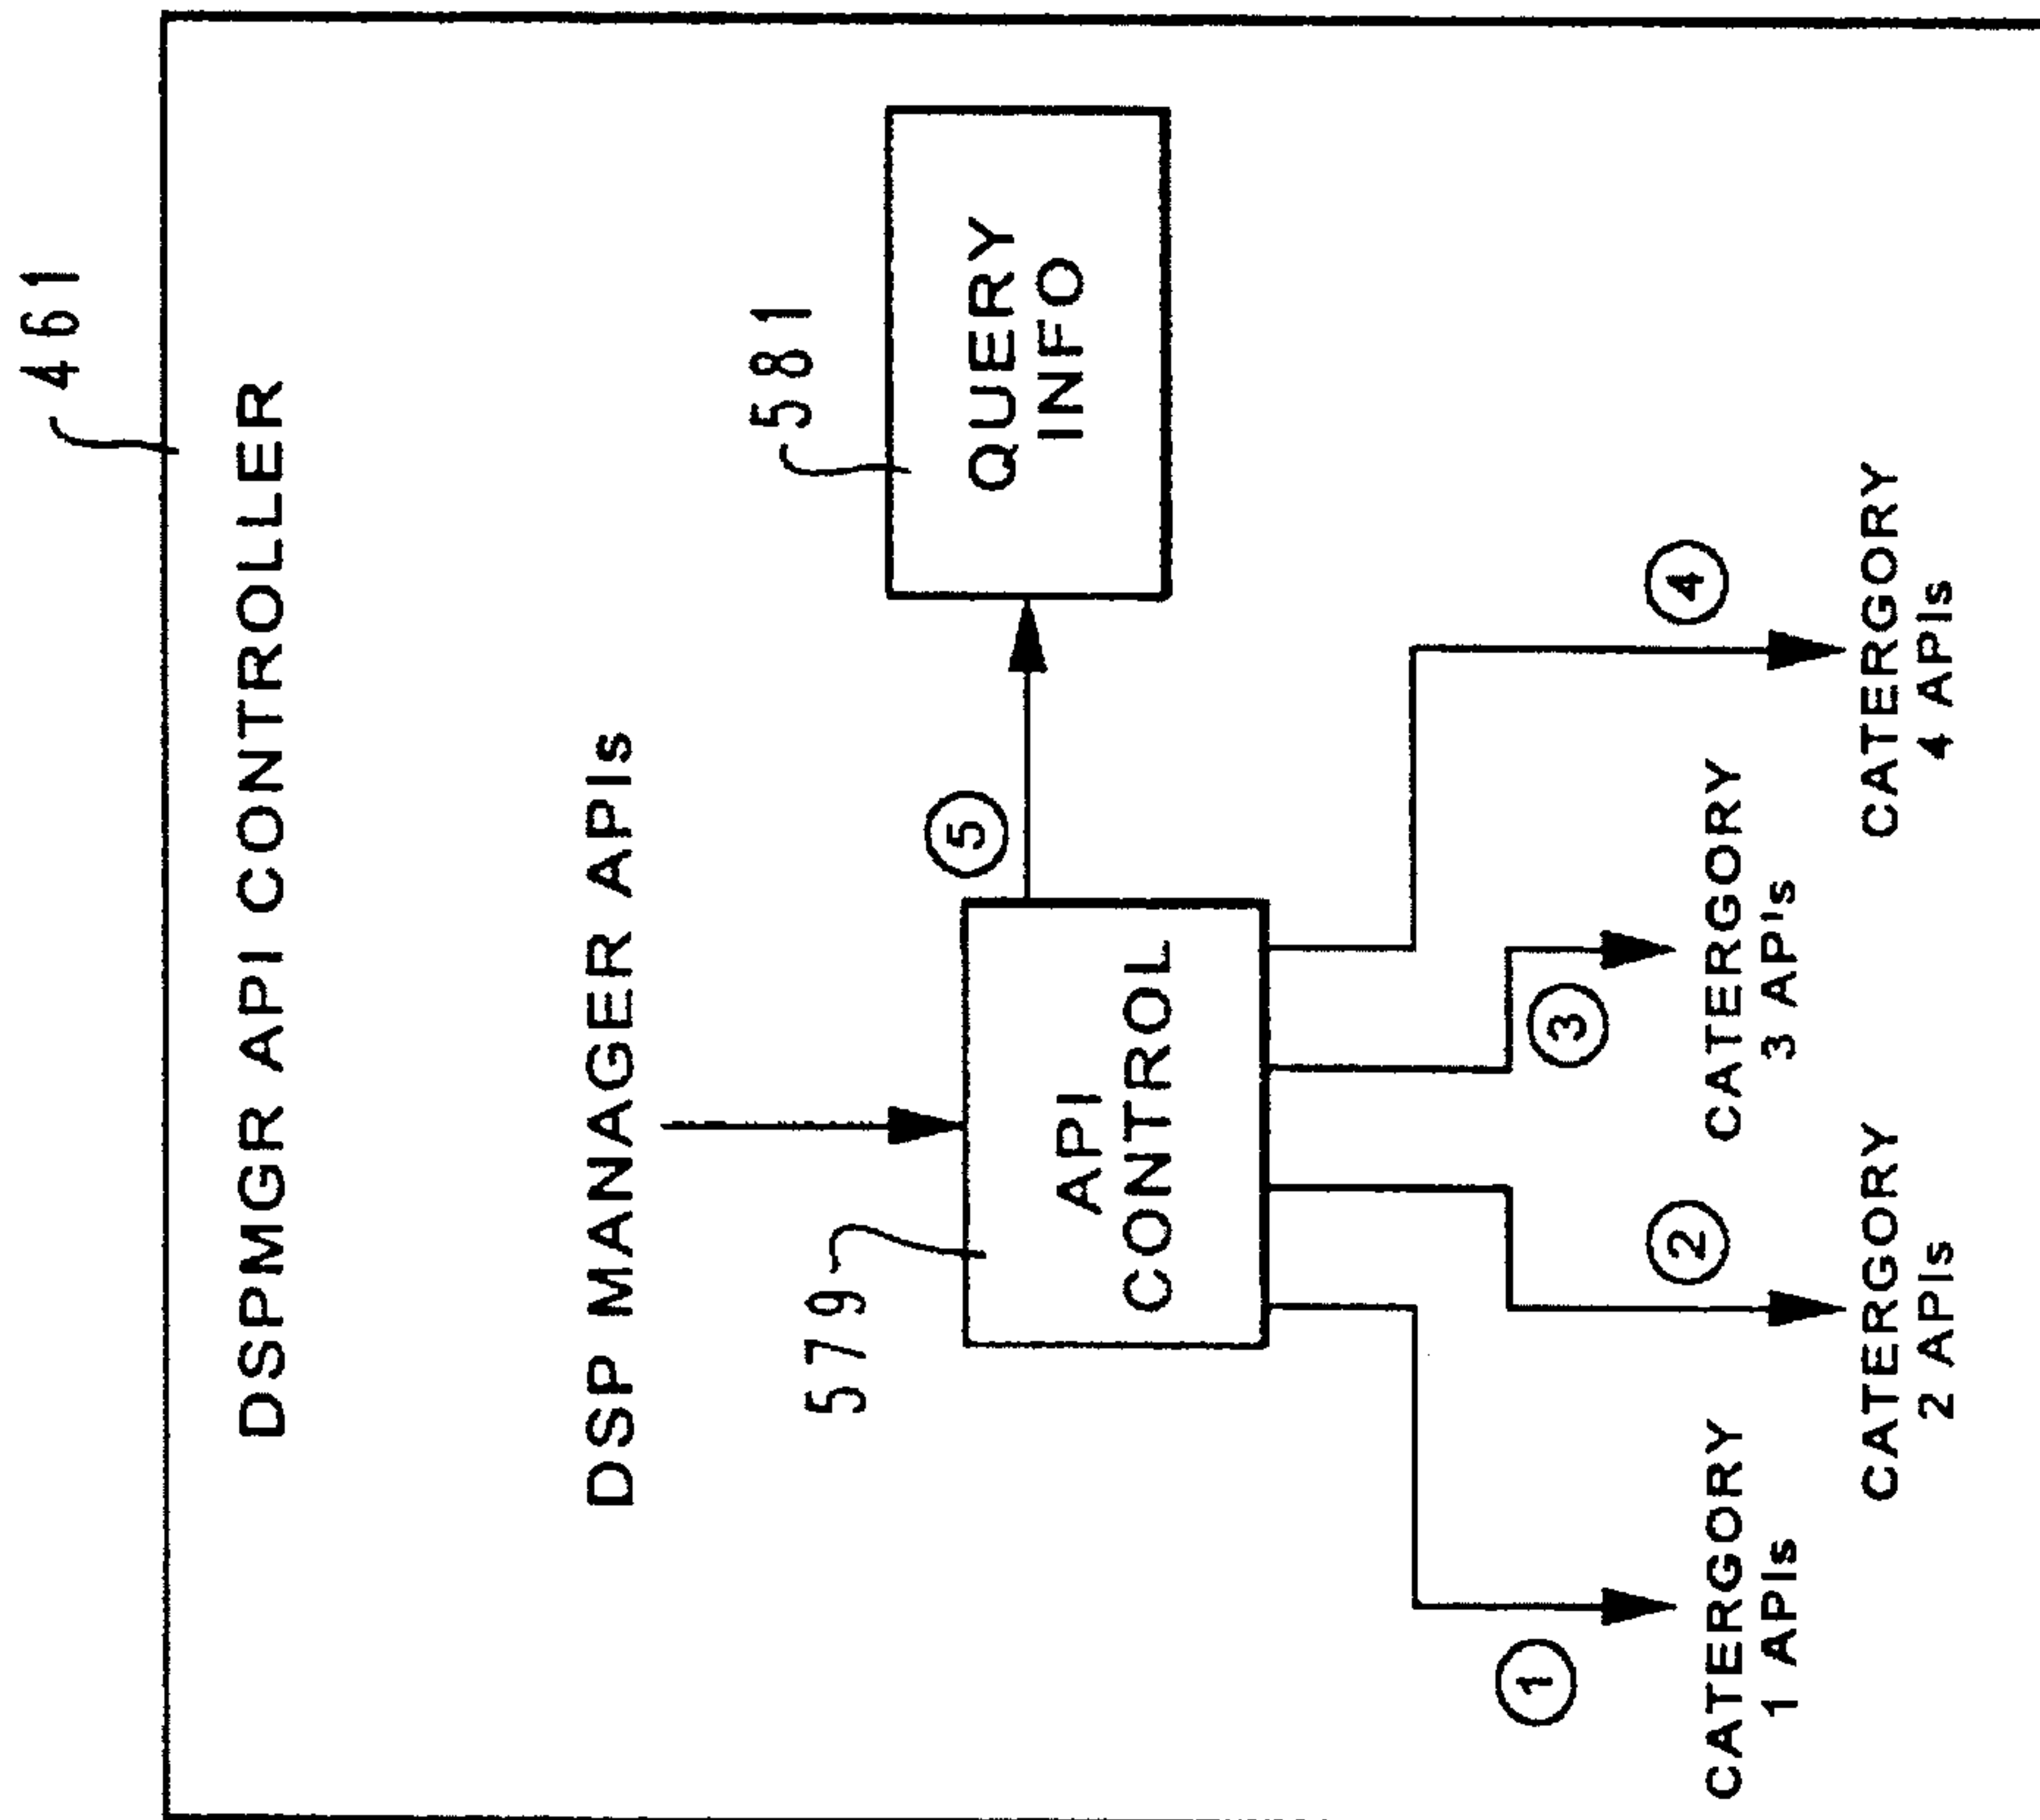 461
DSPMGR API CONTROLLER
DSP MANAGER APIs
579
581
API
CONTROL
5
QUERY
INFO
1
2
3
4
CATERGORY
1 APIs
CATERGORY
2 APIs
CATERGORY
3 APIs
CATERGORY
4 APIs